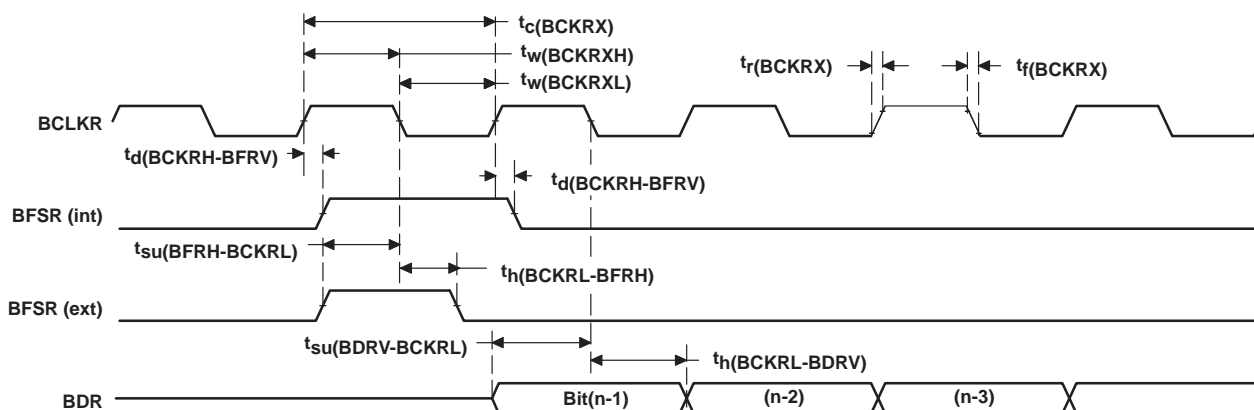 tc(BCKRX)
tw(BCKRXH)
tr(BCKRX)
tf(BCKRX)
tw(BCKRXL)
BCLKR
td(BCKRH-BFRV)
td(BCKRH-BFRV)
BFSR (int)
tsu(BFRH-BCKRL)
th(BCKRL-BFRH)
BFSR (ext)
tsu(BDRV-BCKRL)
th(BCKRL-BDRV)
BDR
Bit(n-1)
(n-2)
(n-3)